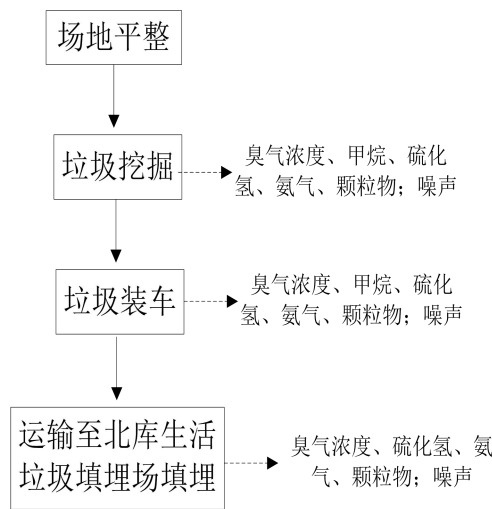 场地平整
垃圾挖掘
臭气浓度、甲烷、硫化
氢、氨气、颗粒物；噪声
垃圾装车
臭气浓度、甲烷、硫化
氢、氨气、颗粒物；噪声
运输至北库生活
垃圾填埋场填埋
臭气浓度、硫化氢、氨
气、颗粒物；噪声